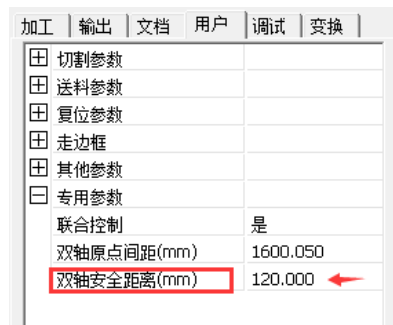 加工 输出 文档 用户 调试 变换
切割参数
送料参数
复位参数
走边框
其他参数
专用参数
联合控制 是
双轴原点间距(mm) 1600.050
双轴安全距离(mm) 120.000